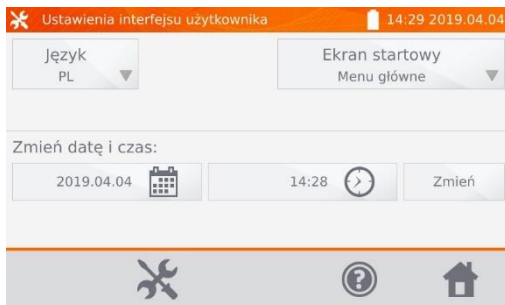 Ustawienia interfejsu użytkownika 14:29 2019.04.04
Język Ekran startowy
PL Menu główne
Zmień datę i czas:
2019.04.04 14:28 Zmień
?